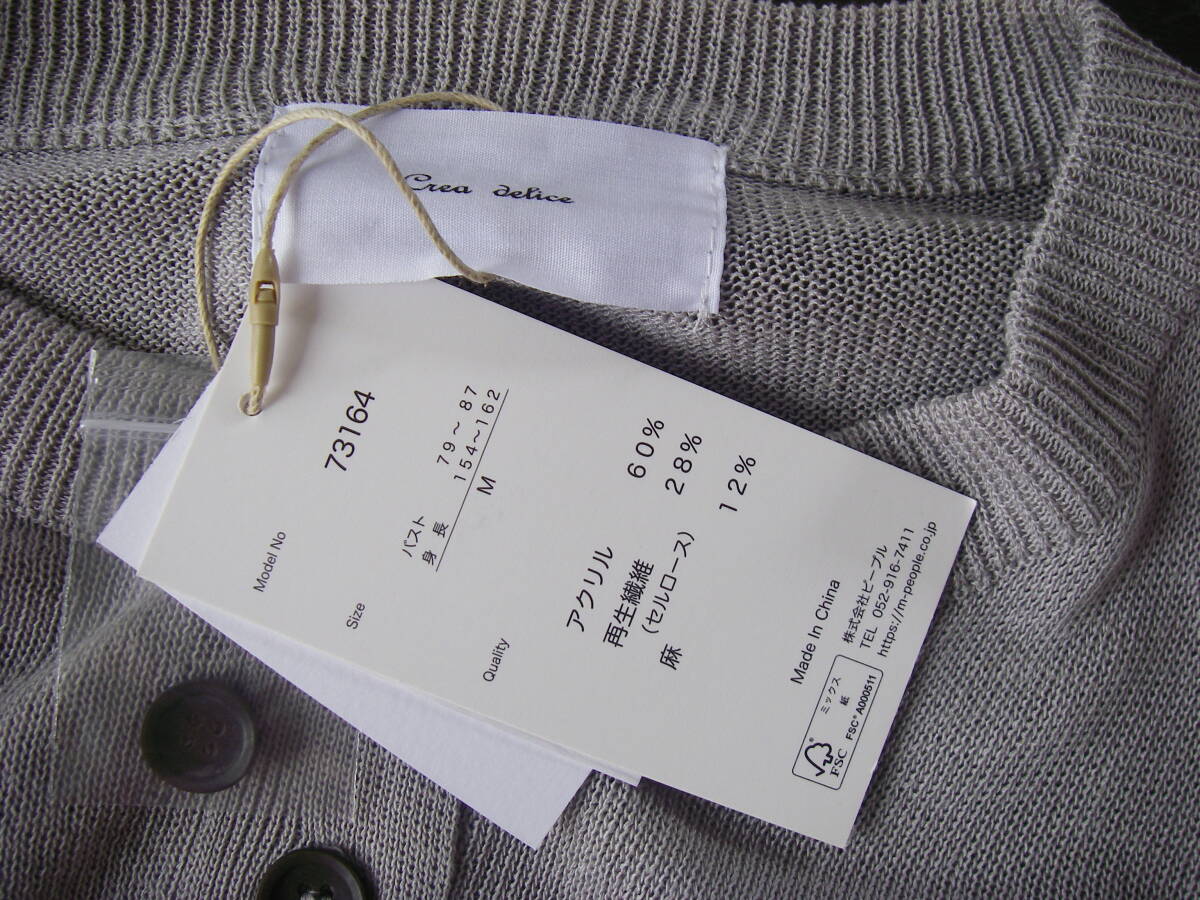 Crea delice
Model No 73164
Size
バスト 79～87
身長 154～162
M
Quality
アクリル 60%
再生繊維 28%
(セルロース)
麻 12%
Made In China
株式会社ピープル
TEL 052-916-7411
https://m-people.co.jp
ミックス
紙
FSC® A000511
FSC